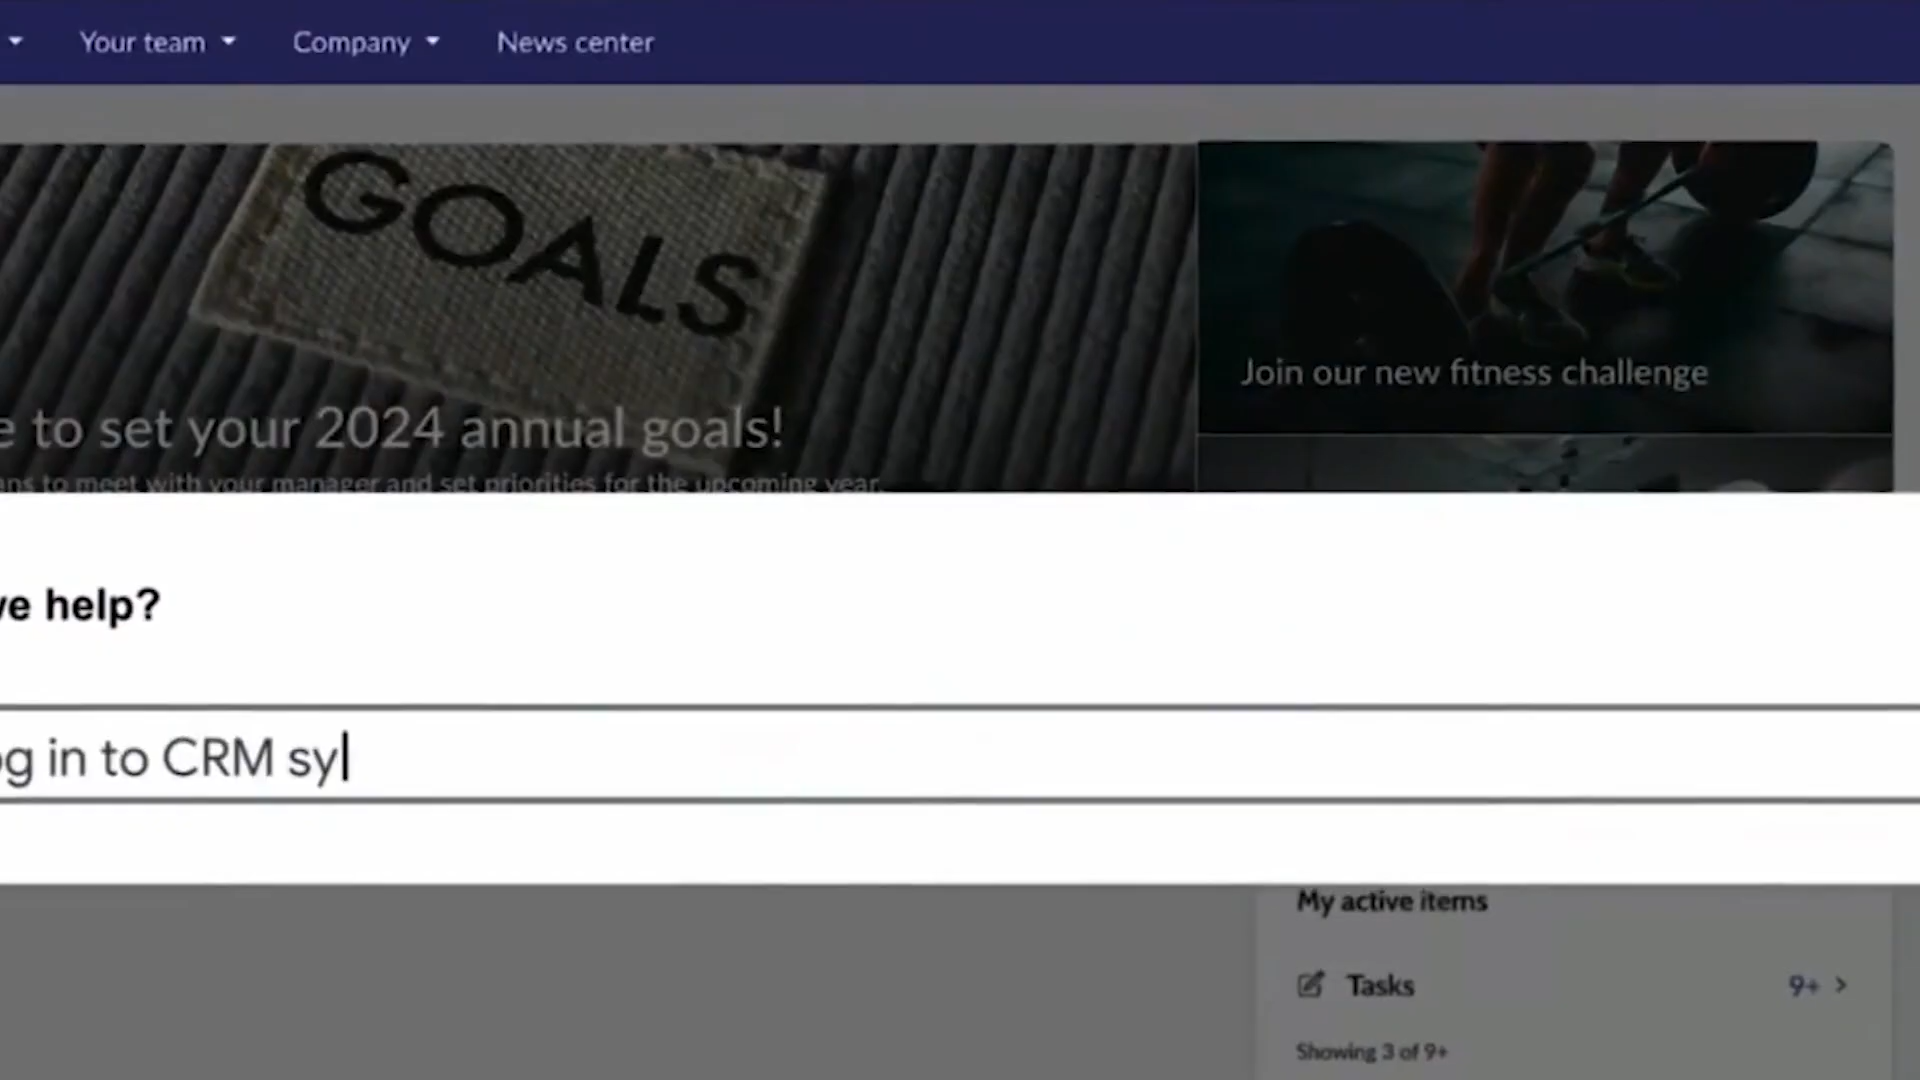 Your team
Company
News center
GOALS
Join our new fitness challenge
to set your 2024 annual goals!
to meet with your manager and set priorities for the upcoming year.
help?
in to CRM sy
My active items
Tasks
9+
Showing 3 of 9+